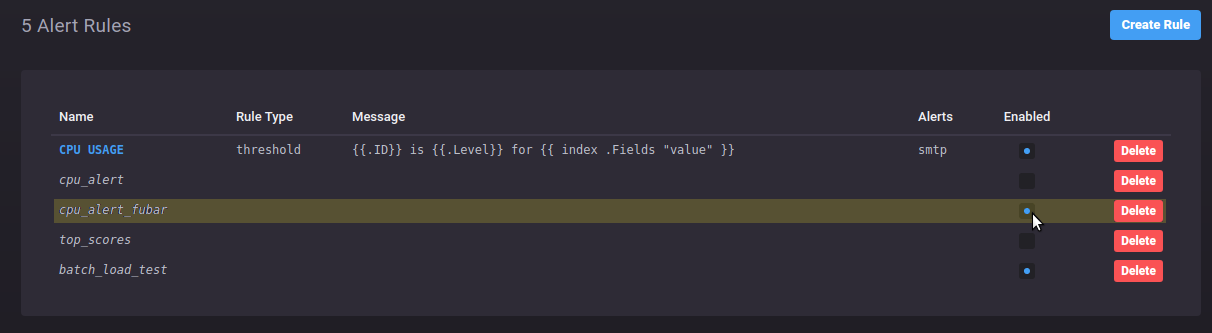 5 Alert Rules
Create Rule
Name Rule Type Message Alerts Enabled
CPU USAGE threshold {{.ID}} is {{.Level}} for {{ index .Fields "value" }} smtp Delete
cpu_alert Delete
cpu_alert_fubar Delete
top_scores Delete
batch_load_test Delete